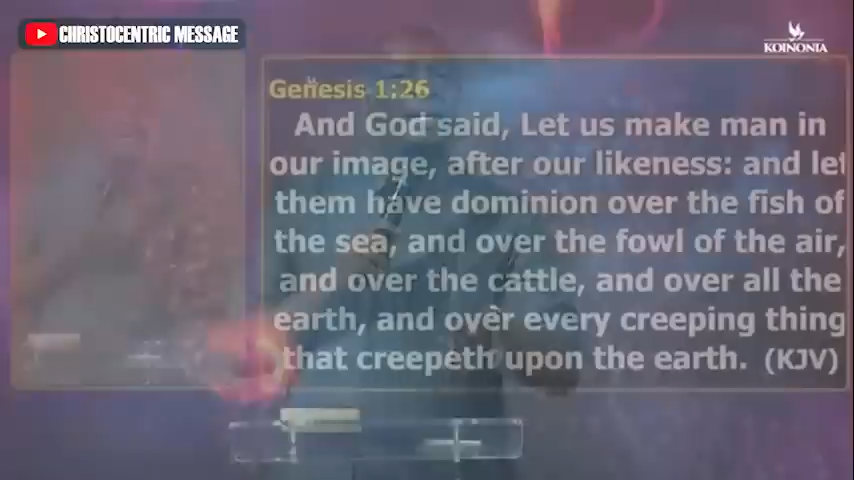 CHRISTOCENTRIC MESSAGE
KOINONIA
Genesis 1:26
And God said, Let us make man in
our image, after our likeness: and let
them have dominion over the fish of
the sea, and over the fowl of the air,
and over the cattle, and over all the
earth, and over every creeping thing
that creepeth upon the earth. (KJV)